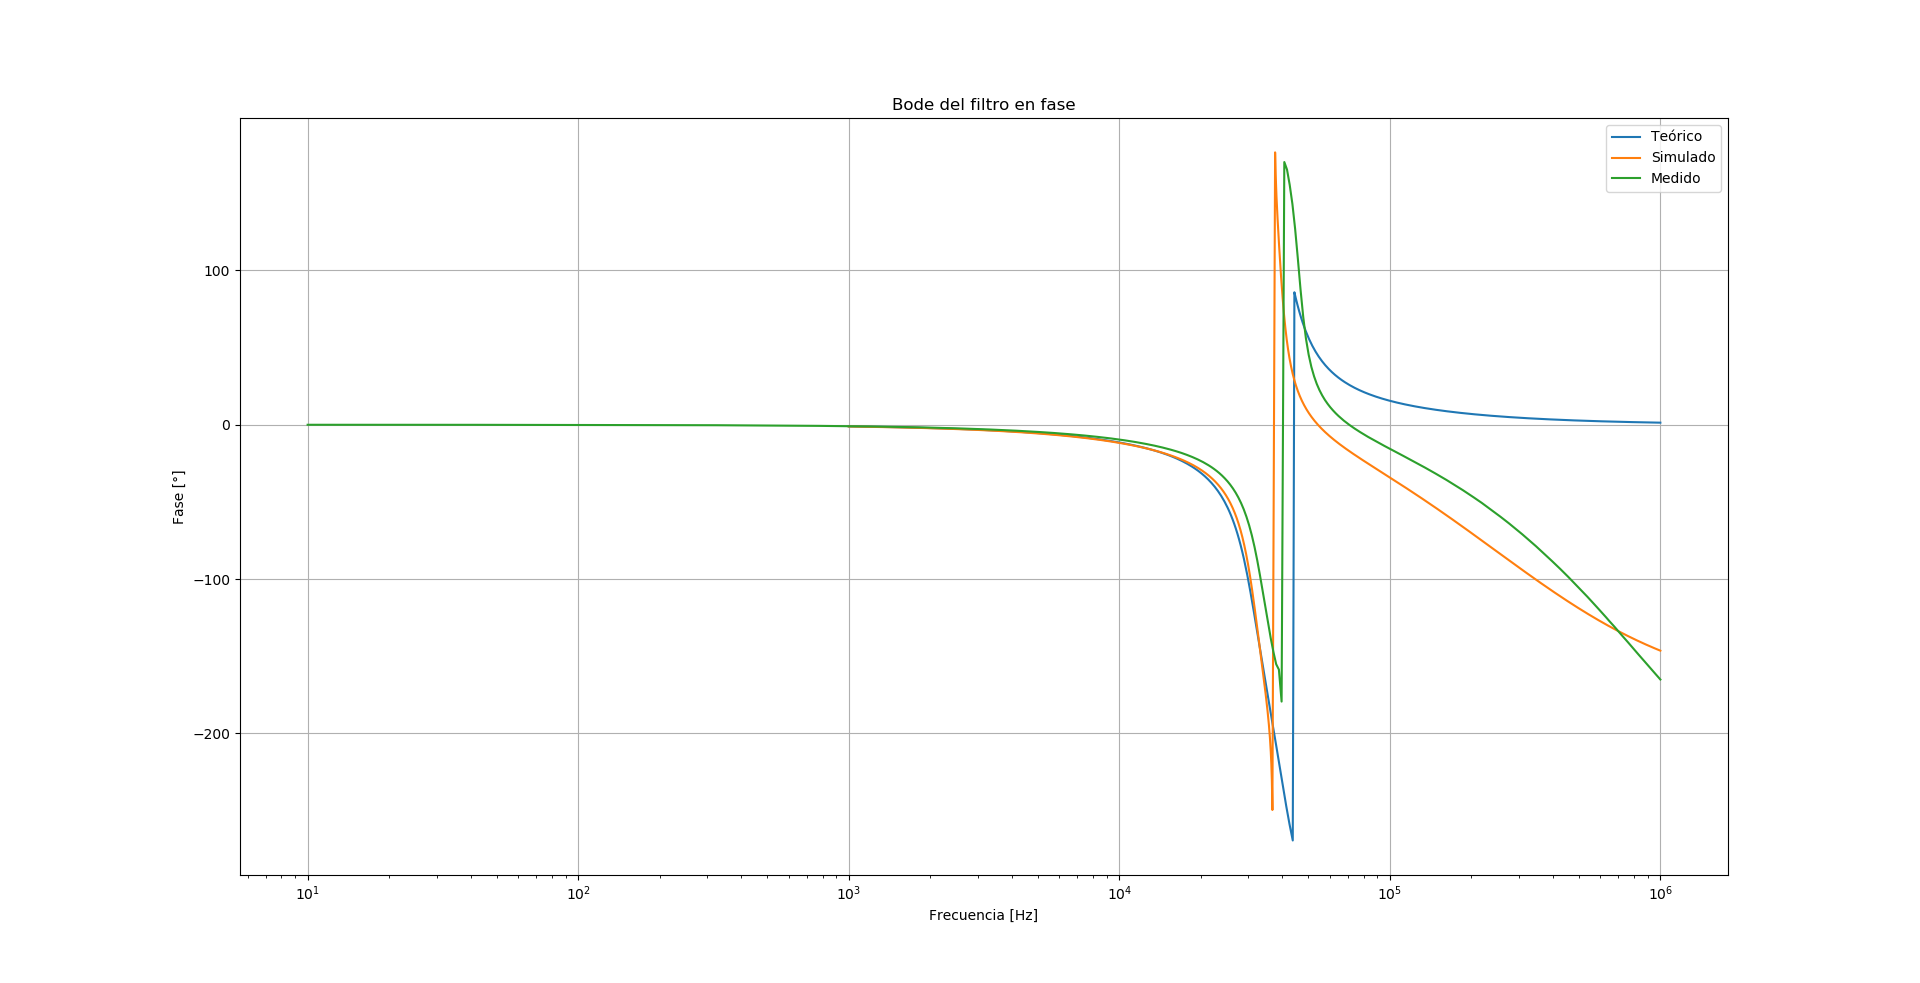 Bode del filtro en fase
Teórico
Simulado
Medido
Fase [°]
100
0
−100
−200
10¹
10²
10³
10⁴
10⁵
10⁶
Frecuencia [Hz]